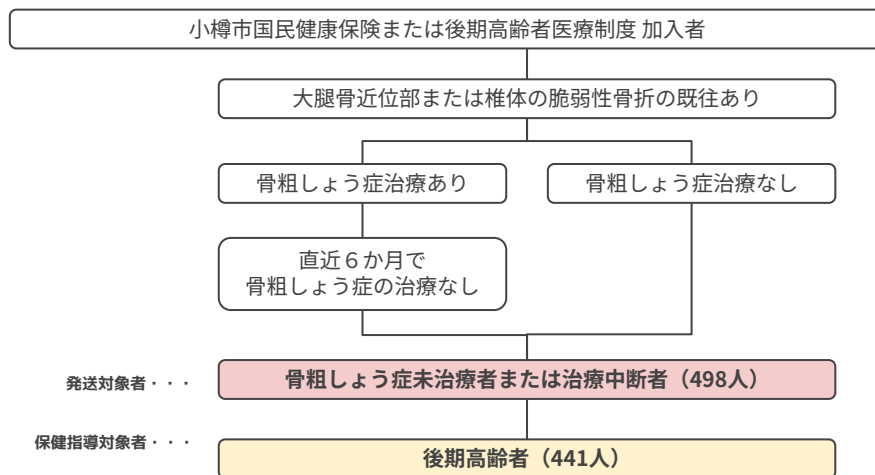 小樽市国民健康保険または後期高齢者医療制度 加入者
大腿骨近位部または椎体の脆弱性骨折の既往あり
骨粗しょう症治療あり
骨粗しょう症治療なし
直近６か月で
骨粗しょう症の治療なし
発送対象者・・・
骨粗しょう症未治療者または治療中断者（498人）
保健指導対象者・・・
後期高齢者（441人）